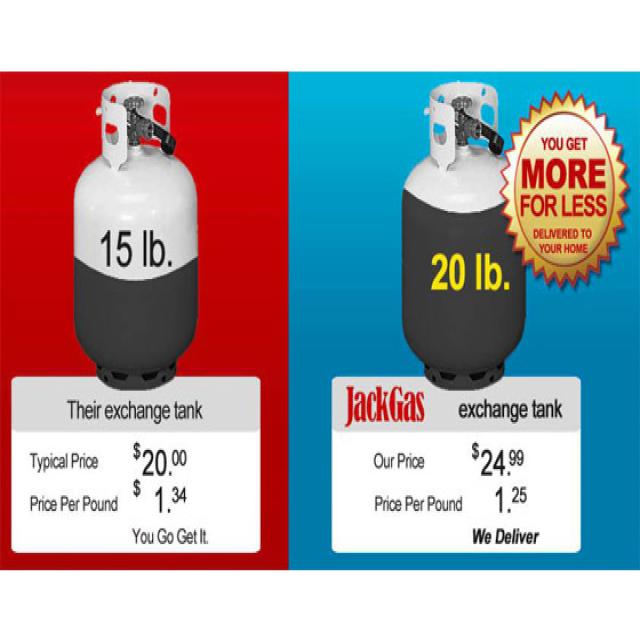 15 lb.
Their exchange tank
Typical Price $20.00
Price Per Pound $1.34
You Go Get It.
YOU GET
MORE
FOR LESS
DELIVERED TO
YOUR HOME
20 lb.
JackGas exchange tank
Our Price $24.99
Price Per Pound 1.25
We Deliver